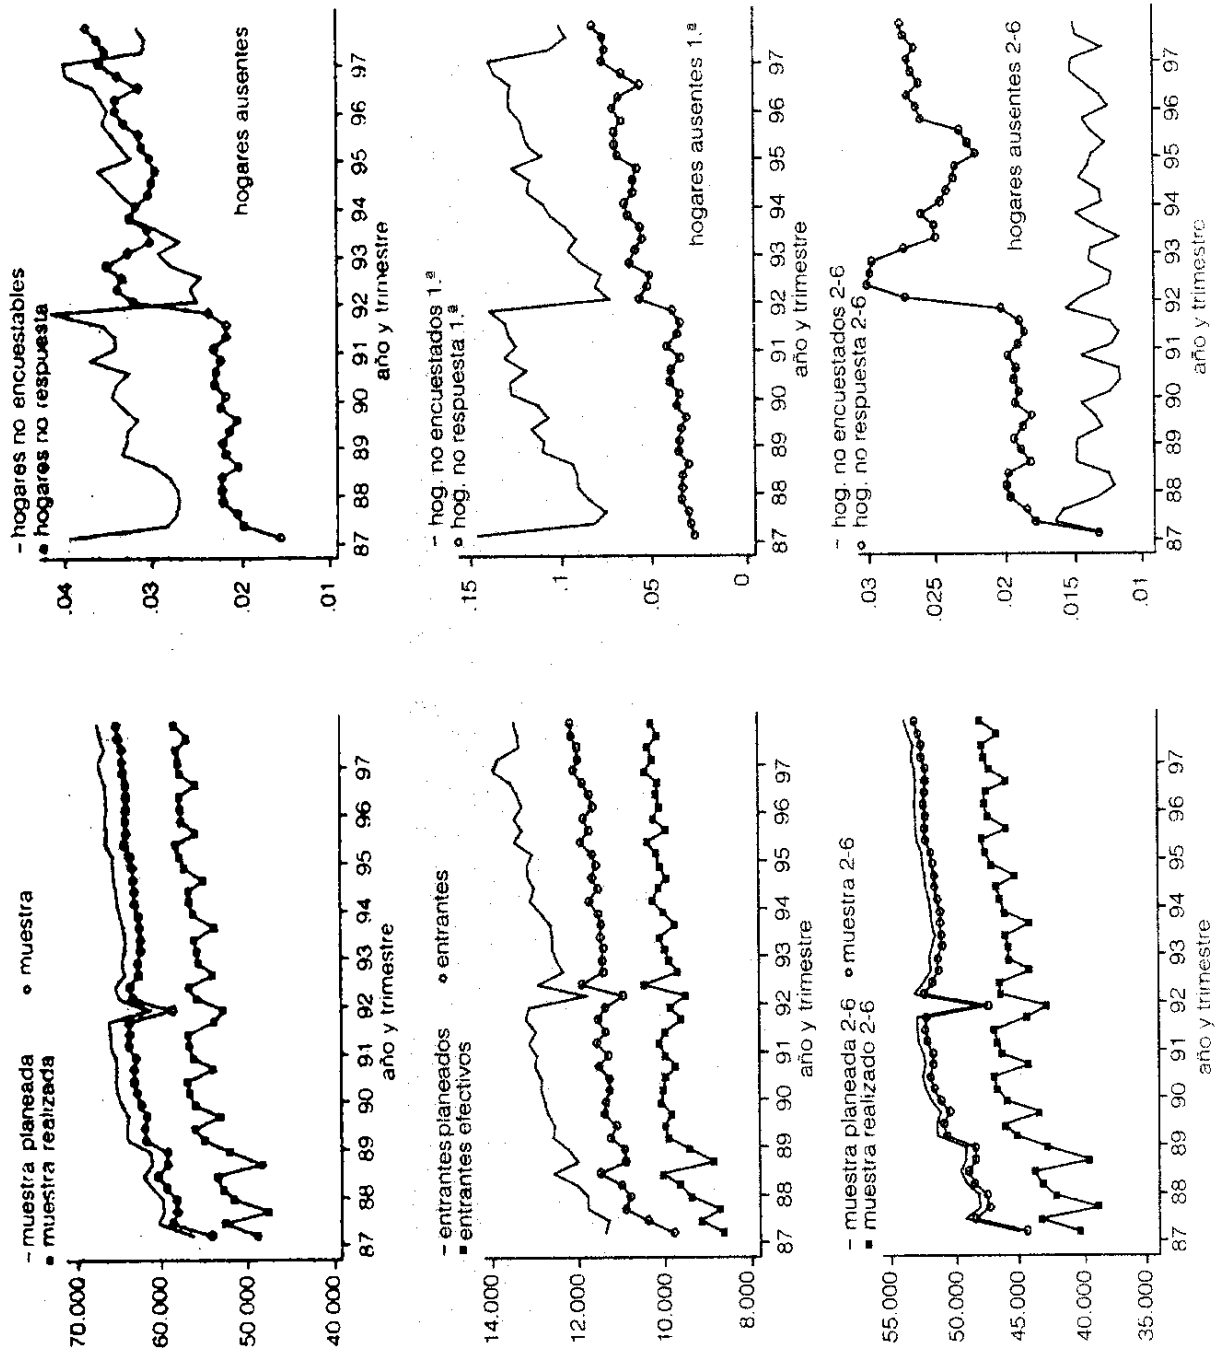 – muestra planeada ○ muestra
■ muestra realizada
70.000
60.000
50.000
40.000
87 88 89 90 91 92 93 94 95 96 97
año y trimestre
– hogares no encuestables
● hogares no respuesta
.04
.03
.02
.01
hogares ausentes
87 88 89 90 91 92 93 94 95 96 97
año y trimestre
– entrantes planeados ○ entrantes
■ entrantes efectivos
14.000
12.000
10.000
8.000
87 88 89 90 91 92 93 94 95 96 97
año y trimestre
– hog. no encuestados 1.ª
○ hog. no respuesta 1.ª
.15
.1
.05
0
hogares ausentes 1.ª
87 88 89 90 91 92 93 94 95 96 97
año y trimestre
– muestra planeada 2-6 ○ muestra 2-6
■ muestra realizado 2-6
55.000
50.000
45.000
40.000
35.000
87 88 89 90 91 92 93 94 95 96 97
año y trimestre
– hog. no encuestados 2-6
○ hog. no respuesta 2-6
.03
.025
.02
.015
.01
hogares ausentes 2-6
87 88 89 90 91 92 93 94 95 96 97
año y trimestre